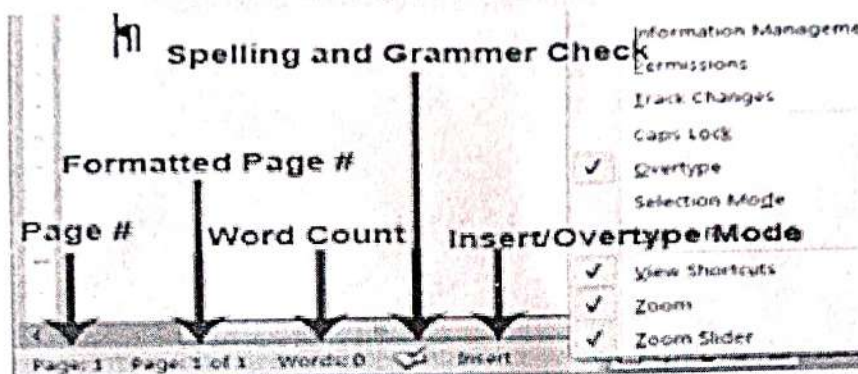 Information Manageme
Spelling and Grammer Check
Permissions
Track Changes
Caps Lock
Formatted Page #
Overtype
Selection Mode
Page #
Word Count
Insert/Overtype Mode
View Shortcuts
Zoom
Zoom Slider
Page: 1 Page: 1 of 1 Words: 0 Insert